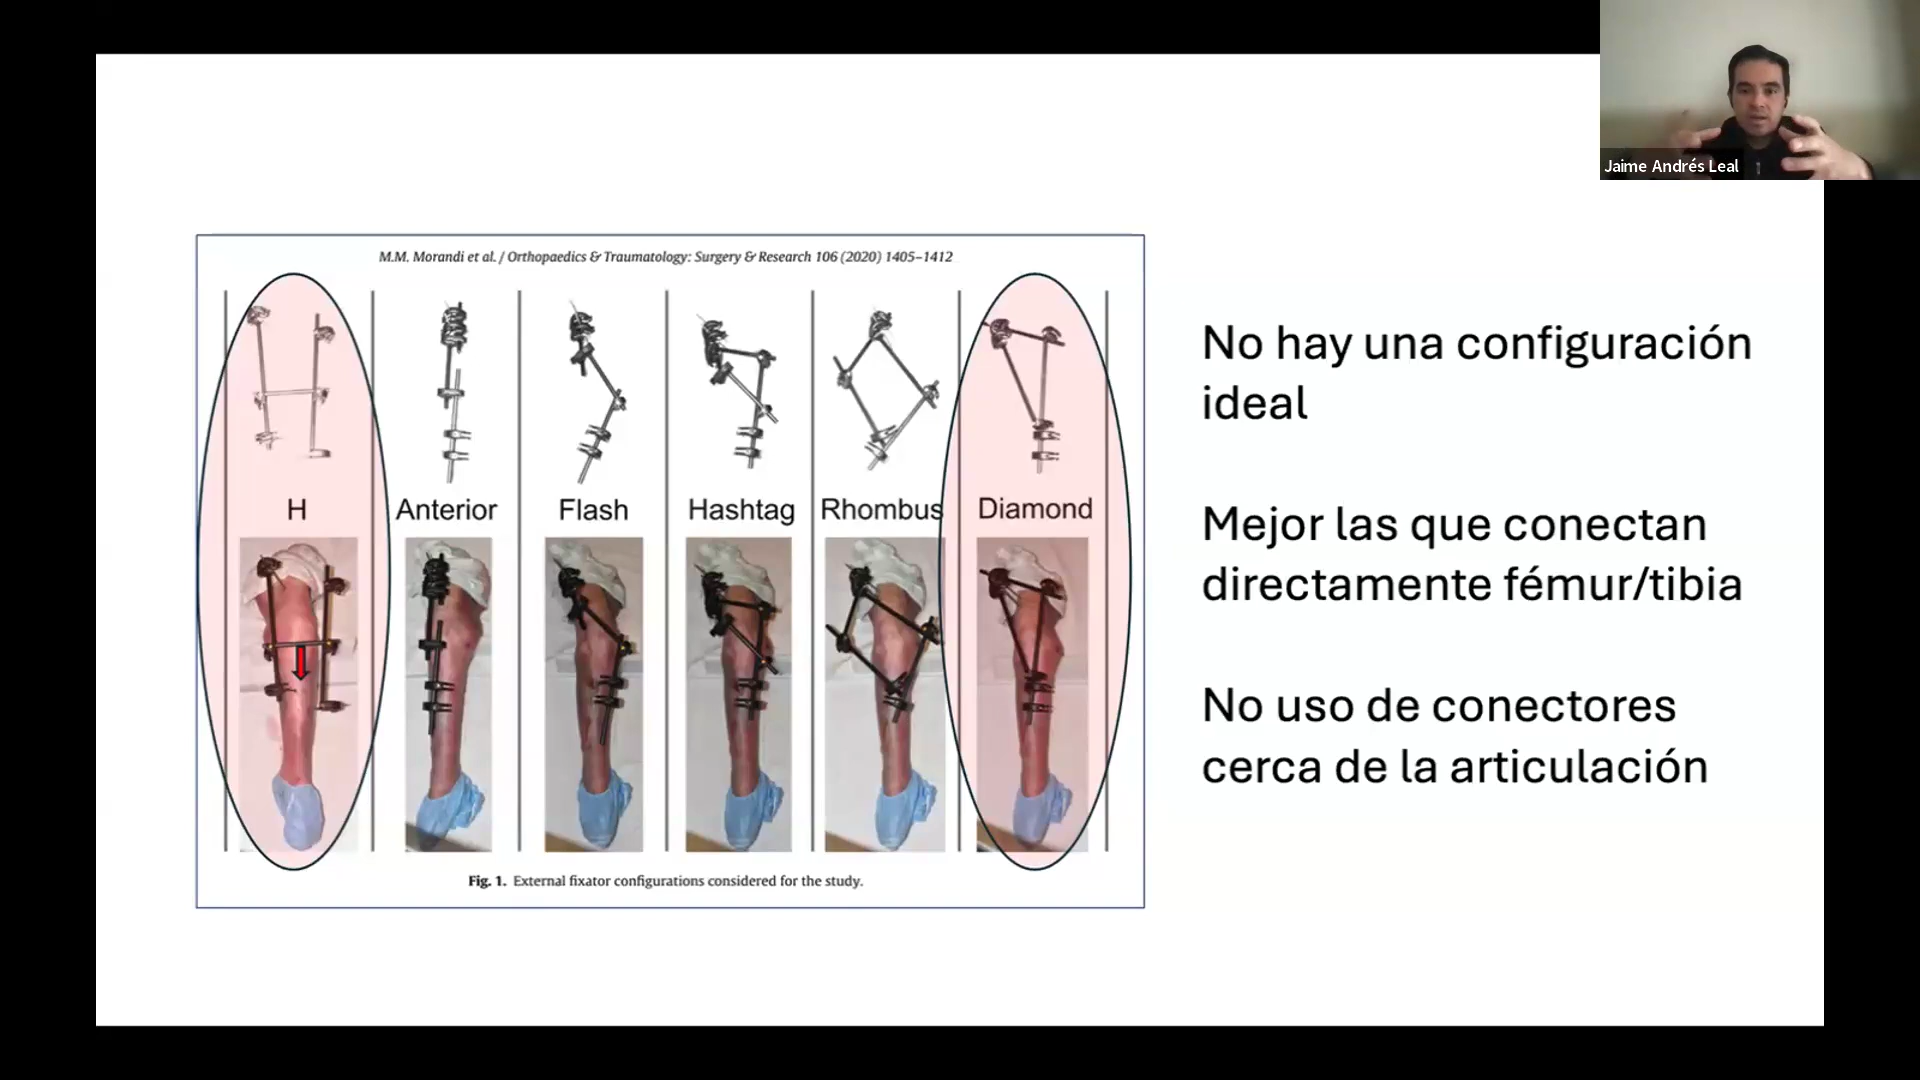 Jaime Andrés Leal
M.M. Morandi et al. / Orthopaedics & Traumatology: Surgery & Research 106 (2020) 1405–1412
H
Anterior
Flash
Hashtag
Rhombus
Diamond
Fig. 1. External fixator configurations considered for the study.
No hay una configuración
ideal
Mejor las que conectan
directamente fémur/tibia
No uso de conectores
cerca de la articulación